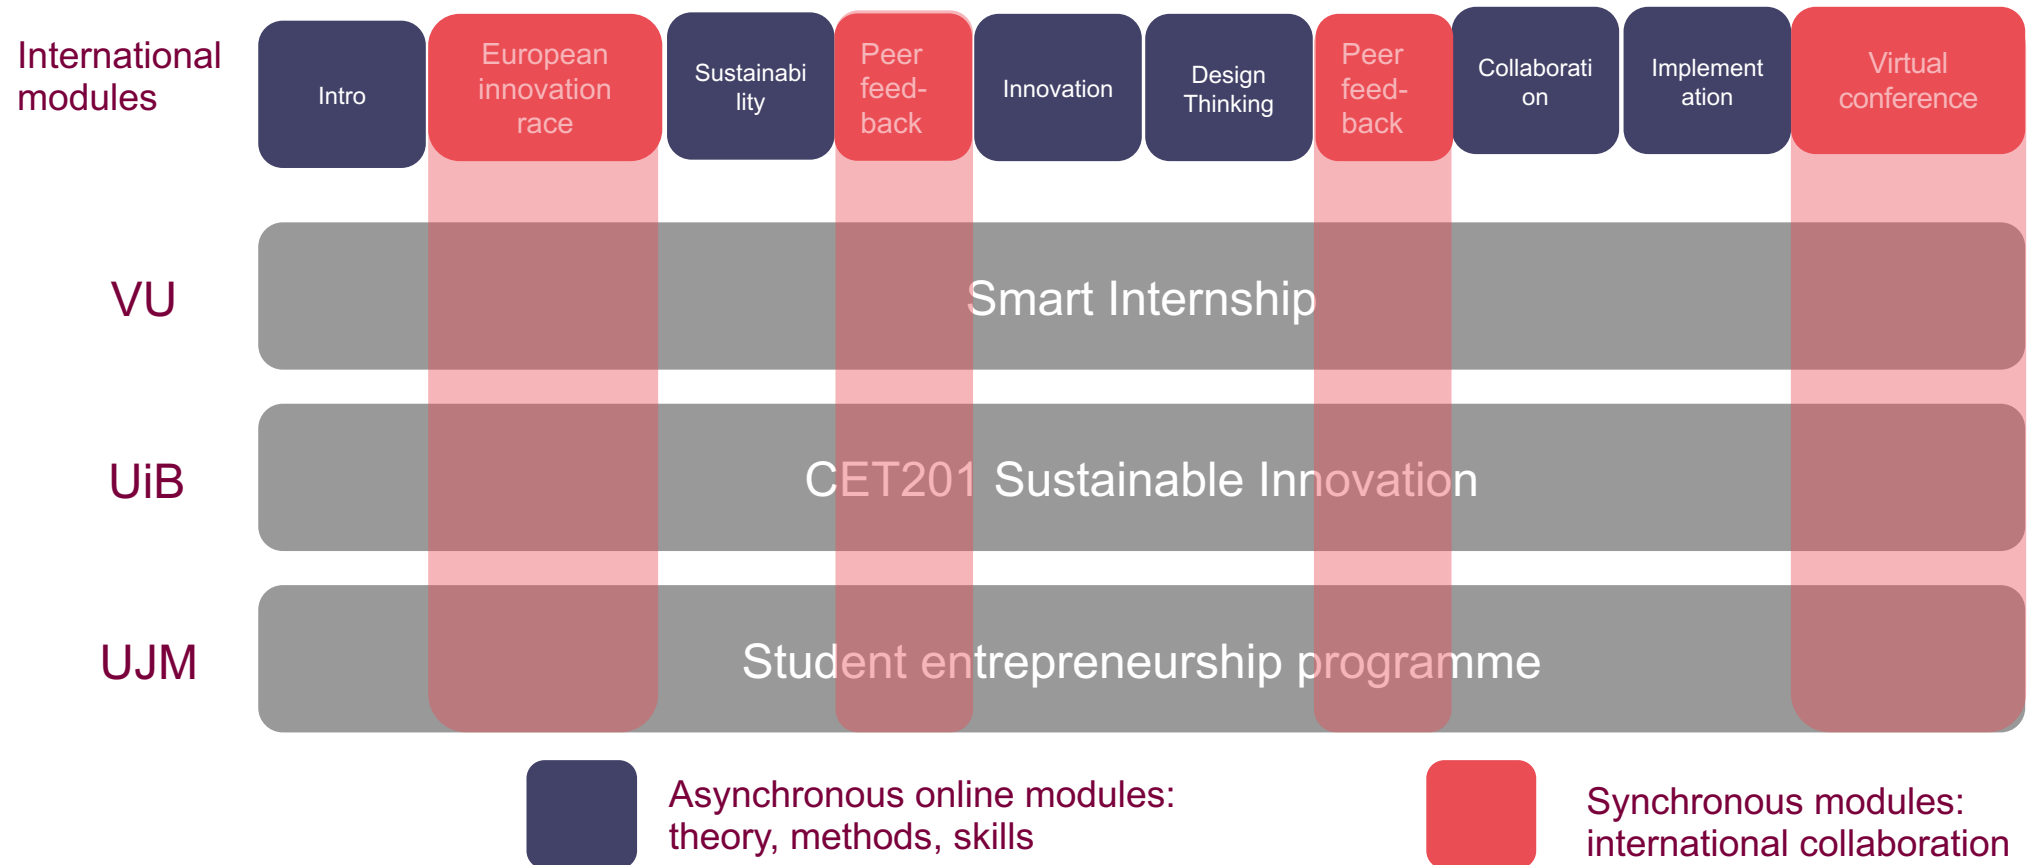 International
modules
Intro
European
innovation
race
Sustainabi
lity
Peer
feed-
back
Innovation
Design
Thinking
Peer
feed-
back
Collaborati
on
Implement
ation
Virtual
conference
VU
Smart Internship
UiB
CET201 Sustainable Innovation
UJM
Student entrepreneurship programme
Asynchronous online modules:
theory, methods, skills
Synchronous modules:
international collaboration